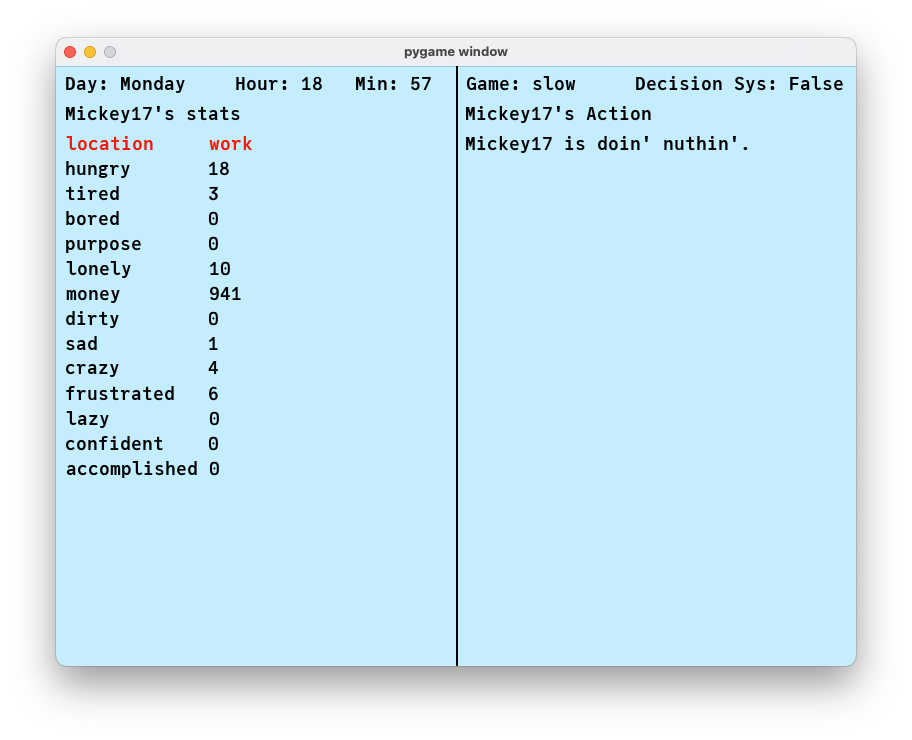 pygame window
Day: Monday Hour: 18 Min: 57
Mickey17's stats
location work
hungry 18
tired 3
bored 0
purpose 0
lonely 10
money 941
dirty 0
sad 1
crazy 4
frustrated 6
lazy 0
confident 0
accomplished 0
Game: slow Decision Sys: False
Mickey17's Action
Mickey17 is doin' nuthin'.